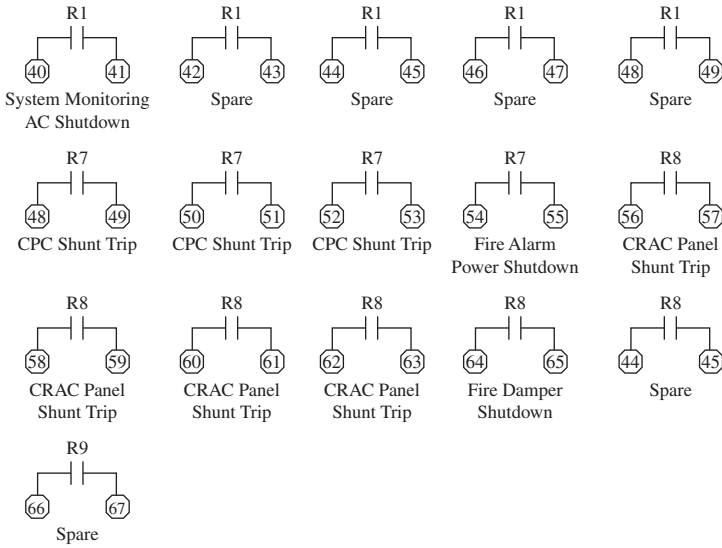 R1 R1 R1 R1 R1
40 41 42 43 44 45 46 47 48 49
System Monitoring Spare Spare Spare Spare
AC Shutdown
R7 R7 R7 R7 R8
48 49 50 51 52 53 54 55 56 57
CPC Shunt Trip CPC Shunt Trip CPC Shunt Trip Fire Alarm CRAC Panel
Power Shutdown Shunt Trip
R8 R8 R8 R8 R8
58 59 60 61 62 63 64 65 44 45
CRAC Panel CRAC Panel CRAC Panel Fire Damper Spare
Shunt Trip Shunt Trip Shunt Trip Shutdown
R9
66 67
Spare